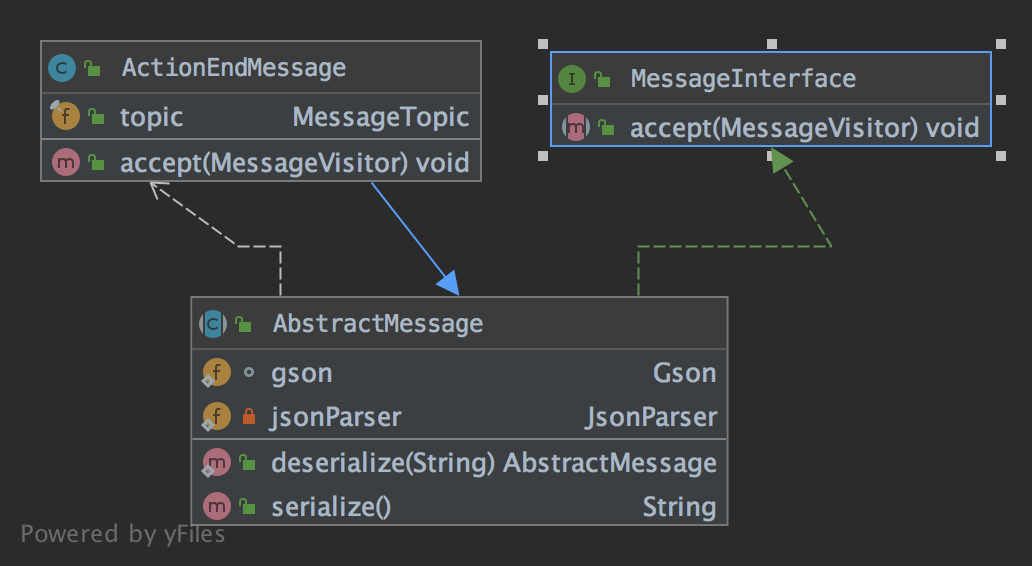 ActionEndMessage
topic MessageTopic
accept(MessageVisitor) void
MessageInterface
accept(MessageVisitor) void
AbstractMessage
gson Gson
jsonParser JsonParser
deserialize(String) AbstractMessage
serialize() String
Powered by yFiles